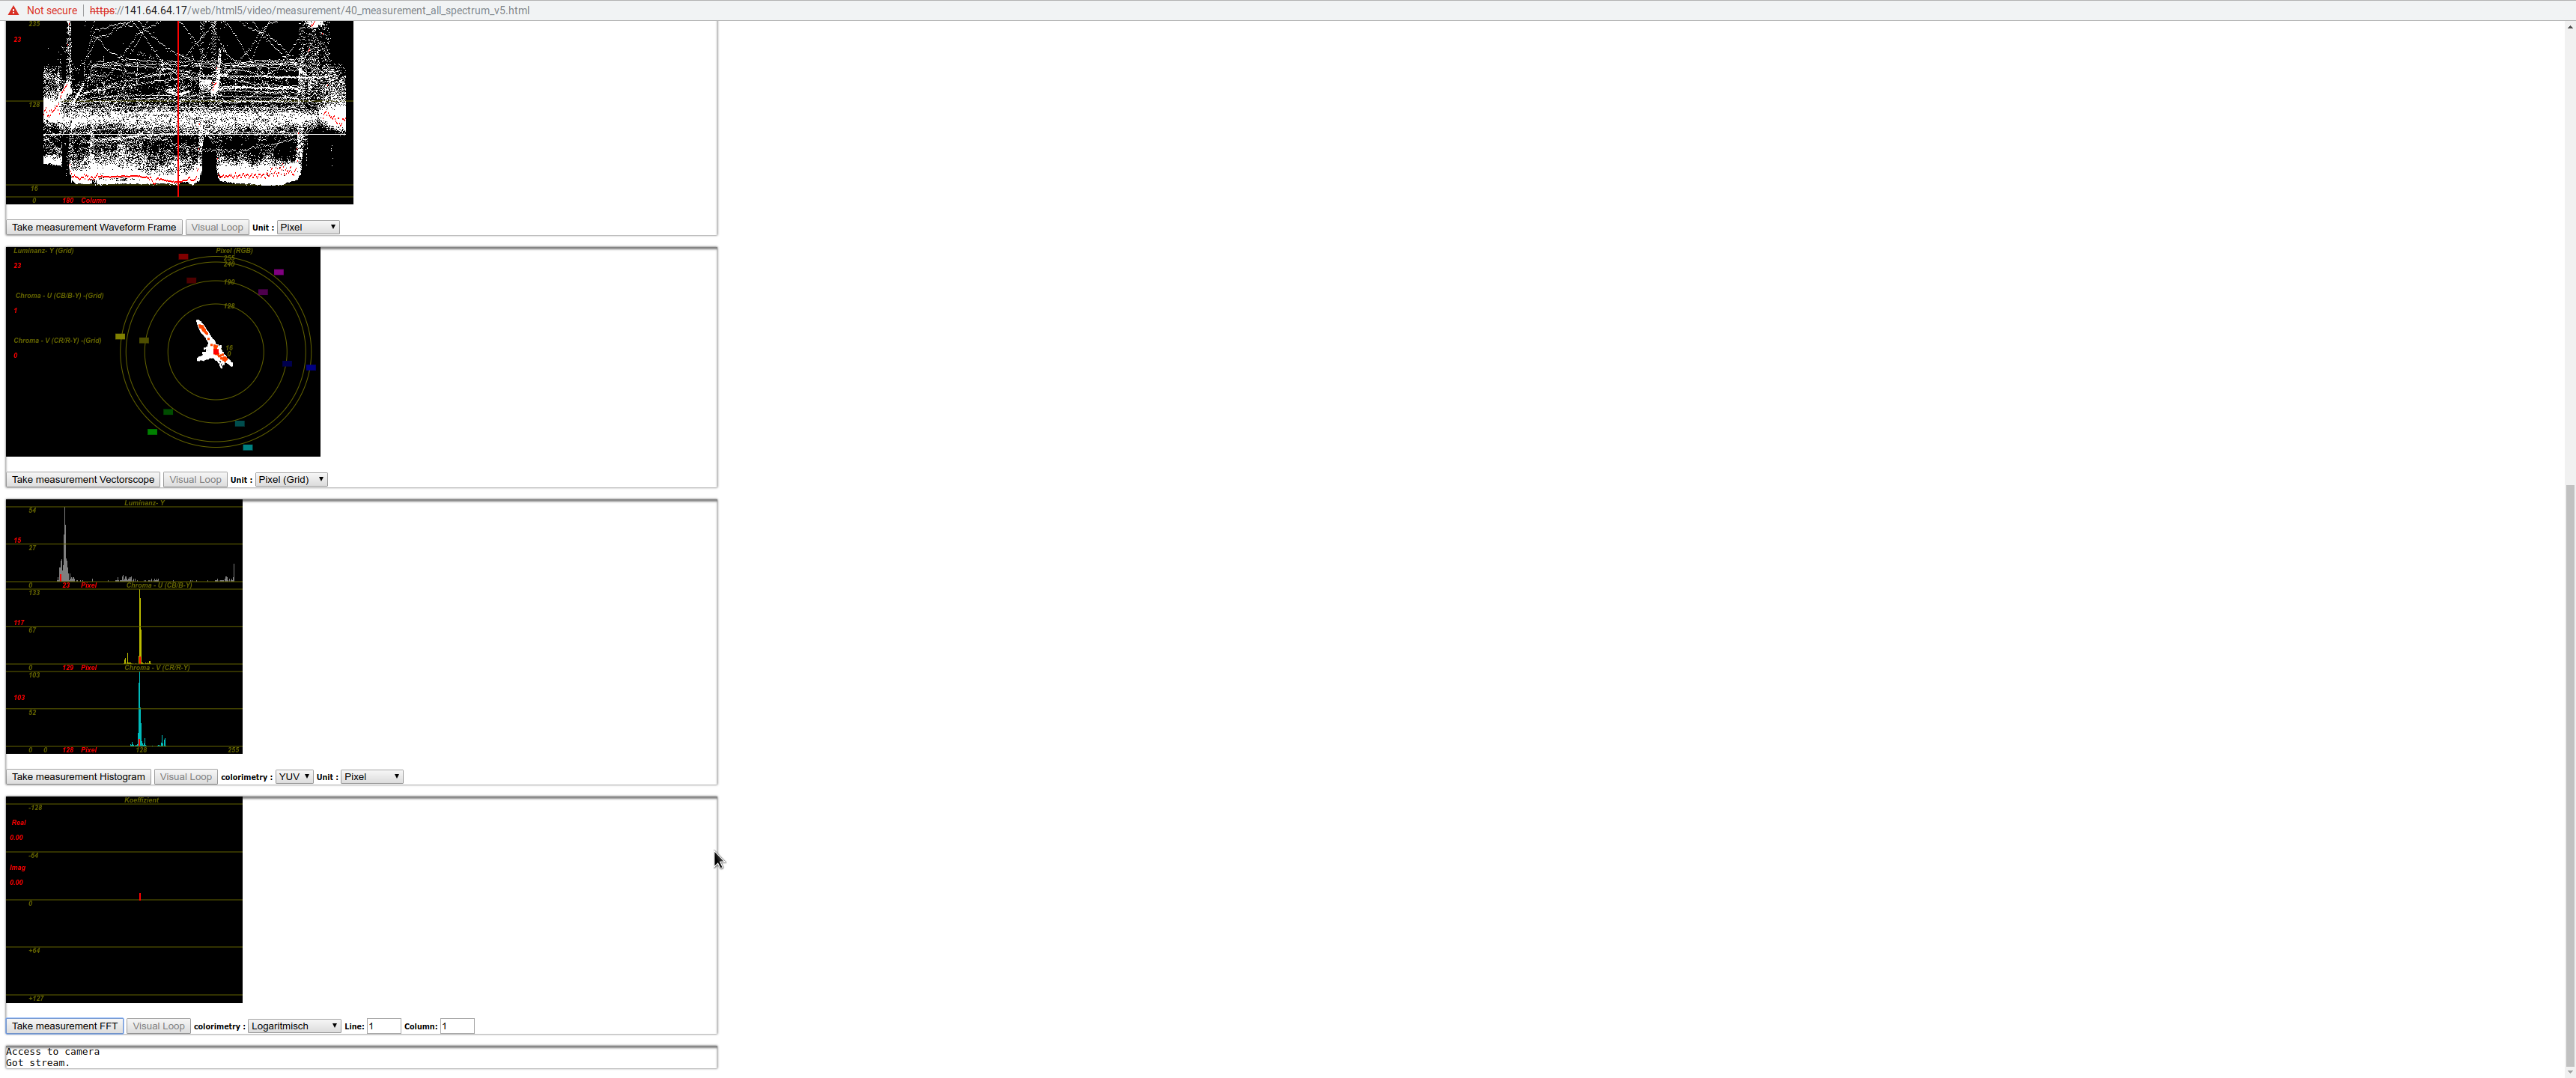 Not secure https://141.64.64.17/web/html5/video/measurement/40_measurement_all_spectrum_v5.html
235
23
128
16
0 180 Column
Take measurement Waveform Frame Visual Loop Unit : Pixel
Luminanz- Y (Grid) Pixel (RGB)
255
23 240
190
Chroma - U (CB/B-Y) -(Grid)
128
1
Chroma - V (CR/R-Y) -(Grid)
16
0 0
Take measurement Vectorscope Visual Loop Unit : Pixel (Grid)
Luminanz- Y
54
15
27
0 23 Pixel Chroma - U (CB/B-Y)
133
117
67
0 129 Pixel Chroma - V (CR/R-Y)
103
103
52
0 0 128 Pixel 128 255
Take measurement Histogram Visual Loop colorimetry : YUV Unit : Pixel
Koeffizient
-128
Real
0.00
-64
Imag
0.00
0
+64
+127
Take measurement FFT Visual Loop colorimetry : Logaritmisch Line: 1 Column: 1
Access to camera
Got stream.